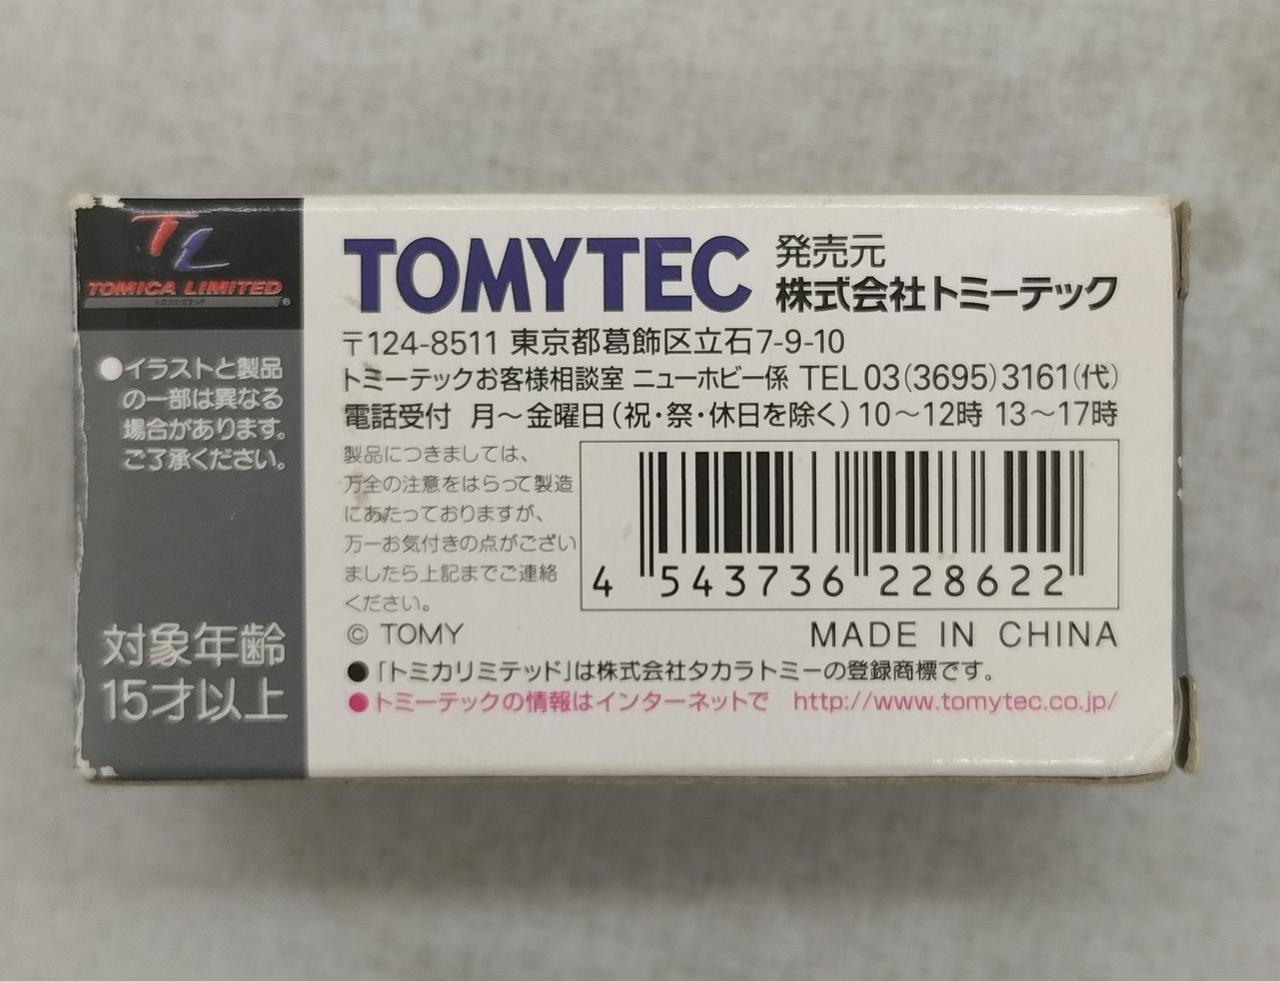 TL
TOMICA LIMITED
®
●イラストと製品
の一部は異なる
場合があります。
ご了承ください。
対象年齢
15才以上
TOMYTEC
発売元
株式会社トミーテック
〒124-8511 東京都葛飾区立石7-9-10
トミーテックお客様相談室 ニューホビー係 TEL 03(3695)3161(代)
電話受付 月〜金曜日(祝・祭・休日を除く)10〜12時 13〜17時
製品につきましては、
万全の注意をはらって製造
にあたっておりますが、
万一お気付きの点がござい
ましたら上記までご連絡
ください。
4 543736 228622
© TOMY
MADE IN CHINA
●「トミカリミテッド」は株式会社タカラトミーの登録商標です。
●トミーテックの情報はインターネットで http://www.tomytec.co.jp/